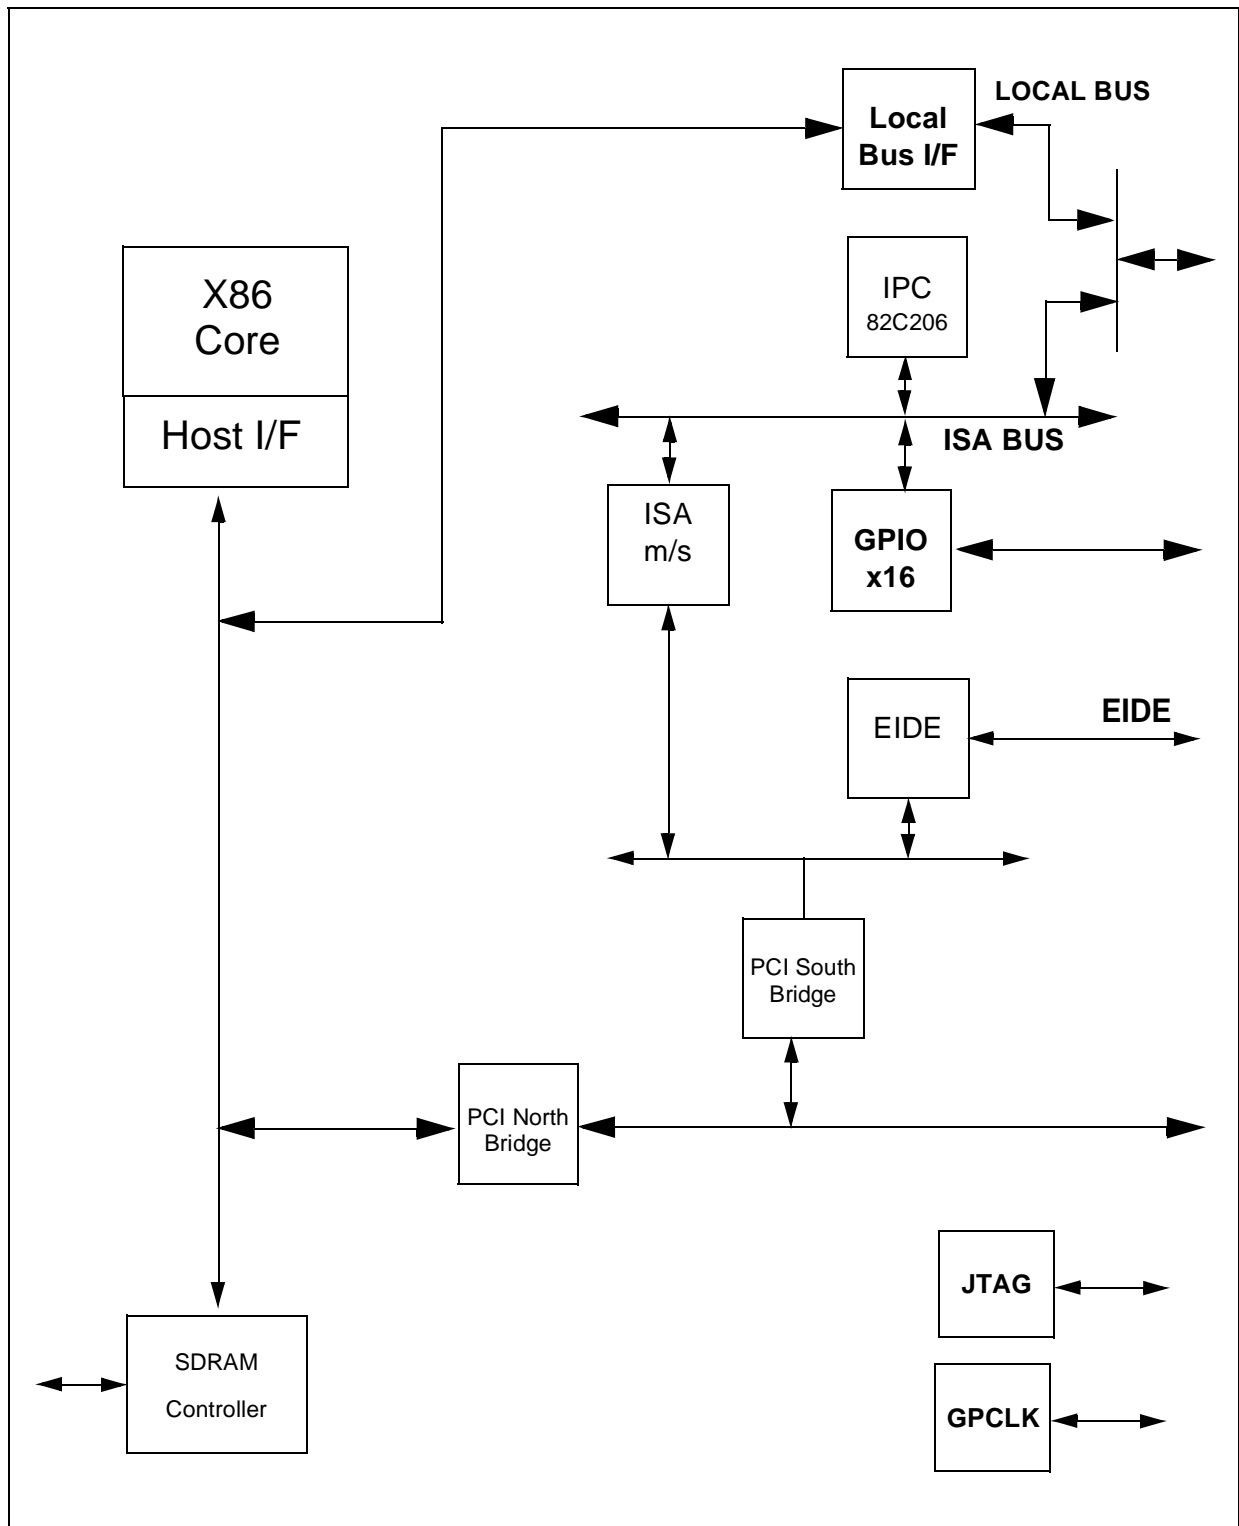 LOCAL BUS
Local
Bus I/F
X86
Core
Host I/F
IPC
82C206
ISA BUS
ISA
m/s
GPIO
x16
EIDE
EIDE
PCI South
Bridge
PCI North
Bridge
JTAG
SDRAM
Controller
GPCLK